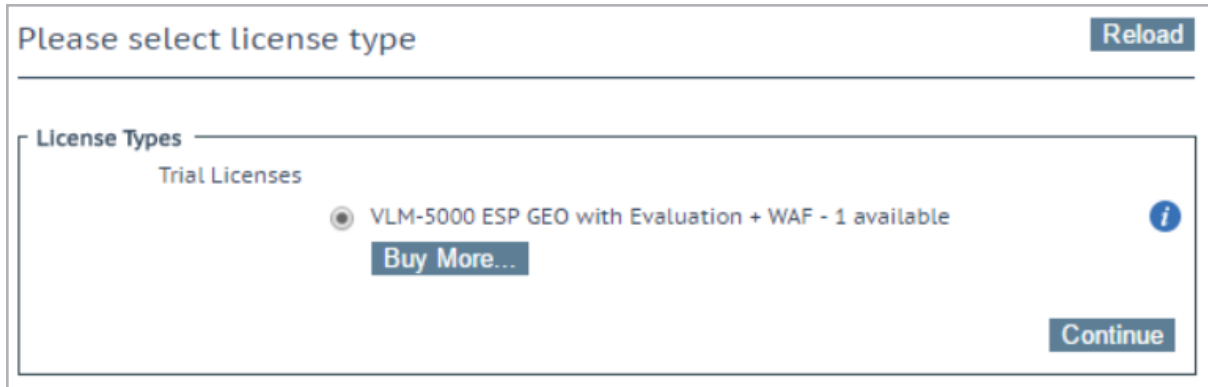 Please select license type
Reload
License Types
Trial Licenses
VLM-5000 ESP GEO with Evaluation + WAF - 1 available
i
Buy More...
Continue